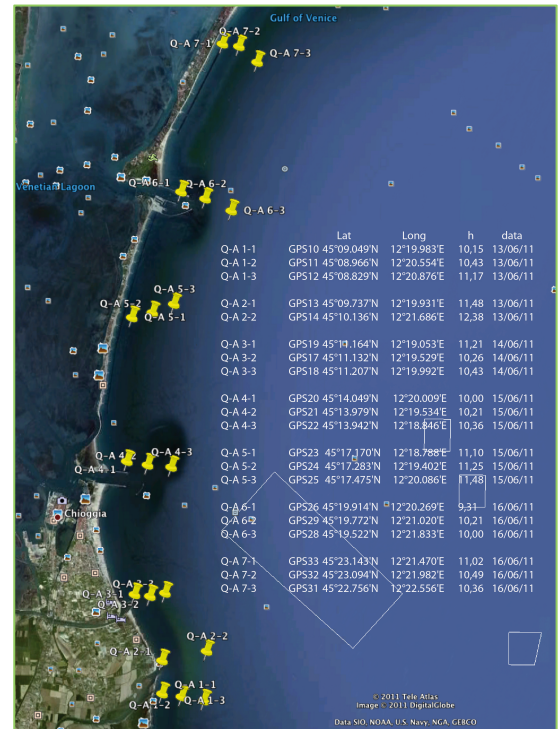 Gulf of Venice
Q-A 7-2
Q-A 7-1
Q-A 7-3
Q-A 6-1
Q-A 6-2
Venetian Lagoon
Q-A 6-3
Lat Long h data
Q-A 1-1 GPS10 45°09.049'N 12°19.983'E 10,15 13/06/11
Q-A 1-2 GPS11 45°08.966'N 12°20.554'E 10,43 13/06/11
Q-A 1-3 GPS12 45°08.829'N 12°20.876'E 11,17 13/06/11
Q-A 2-1 GPS13 45°09.737'N 12°19.931'E 11,48 13/06/11
Q-A 2-2 GPS14 45°10.136'N 12°21.686'E 12,38 13/06/11
Q-A 3-1 GPS19 45°11.164'N 12°19.053'E 11,21 14/06/11
Q-A 3-2 GPS17 45°11.132'N 12°19.529'E 10,26 14/06/11
Q-A 3-3 GPS18 45°11.207'N 12°19.992'E 10,43 14/06/11
Q-A 4-1 GPS20 45°14.049'N 12°20.009'E 10,00 15/06/11
Q-A 4-2 GPS21 45°13.979'N 12°19.534'E 10,21 15/06/11
Q-A 4-3 GPS22 45°13.942'N 12°18.846'E 10,36 15/06/11
Q-A 5-1 GPS23 45°17.170'N 12°18.788'E 11,10 15/06/11
Q-A 5-2 GPS24 45°17.283'N 12°19.402'E 11,25 15/06/11
Q-A 5-3 GPS25 45°17.475'N 12°20.086'E 11,48 15/06/11
Q-A 6-1 GPS26 45°19.914'N 12°20.269'E 9,31 16/06/11
Q-A 6-2 GPS29 45°19.772'N 12°21.020'E 10,21 16/06/11
Q-A 6-3 GPS28 45°19.522'N 12°21.833'E 10,00 16/06/11
Q-A 7-1 GPS33 45°23.143'N 12°21.470'E 11,02 16/06/11
Q-A 7-2 GPS32 45°23.094'N 12°21.982'E 10,49 16/06/11
Q-A 7-3 GPS31 45°22.756'N 12°22.556'E 10,36 16/06/11
Q-A 5-3
Q-A 5-2
Q-A 5-1
Q-A 4-2
Q-A 4-3
Q-A 4-1
Chioggia
Q-A 3-1
Q-A 3-2
Q-A 2-2
Q-A 2-1
Q-A 1-1
Q-A 1-2
Q-A 1-3
© 2011 Tele Atlas
Image © 2011 DigitalGlobe
Data SIO, NOAA, U.S. Navy, NGA, GEBCO